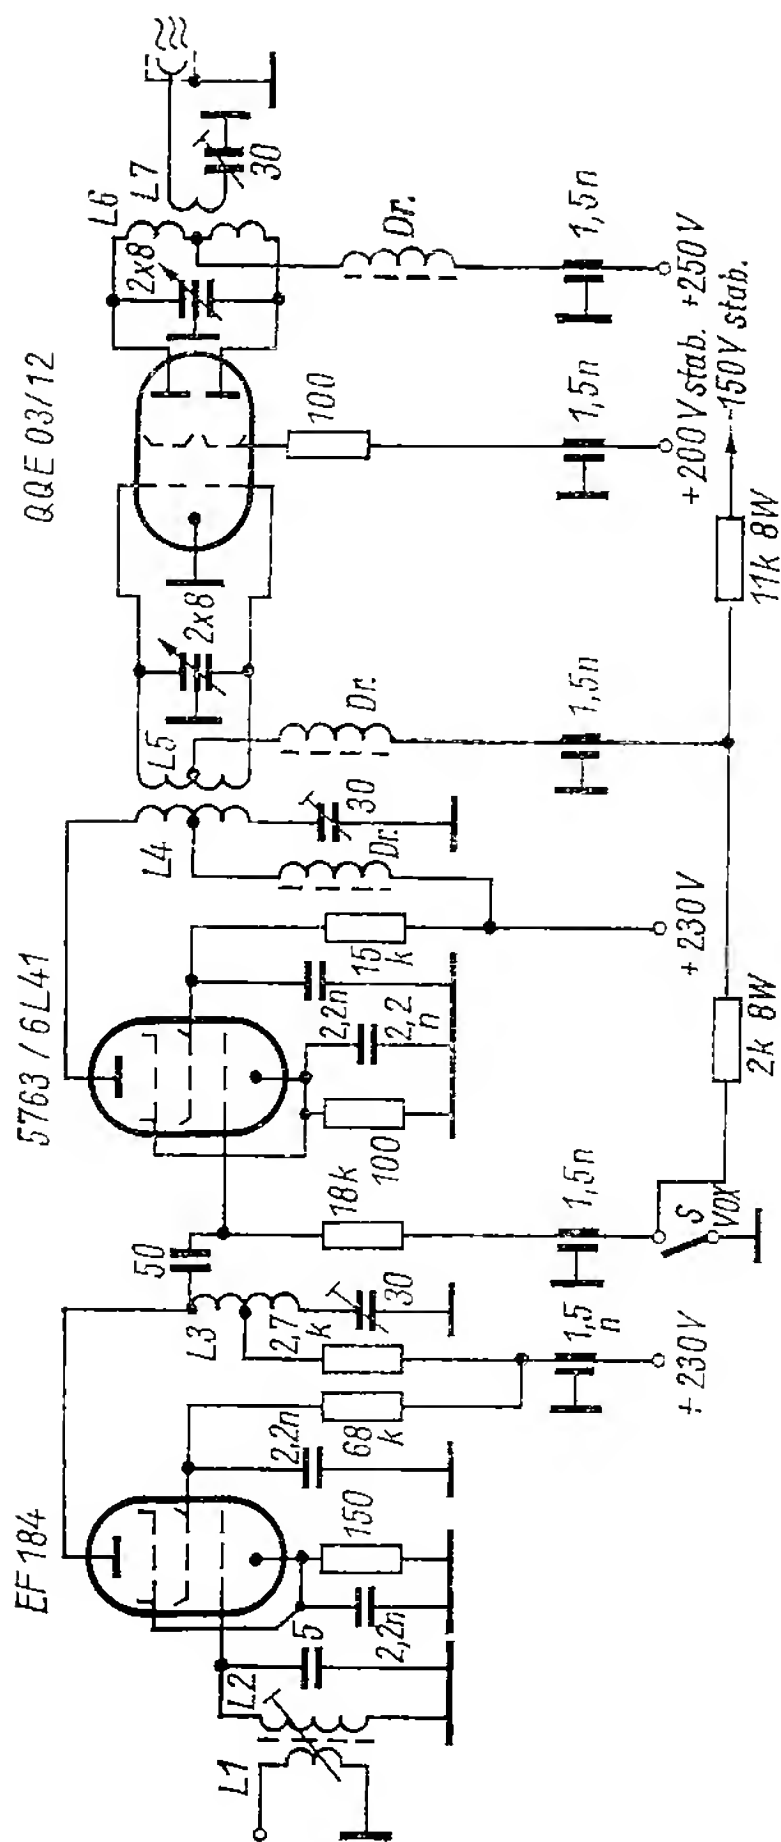 EF 184
5763 / 6L41
QQE 03/12
L1
L2
5
2,2n
150
2,2n
68
k
L3
2,7
k
30
50
18k
100
2,2n
2,2
n
15
k
L4
Dr.
30
L5
2x8
Dr.
100
2x8
L6
L7
30
Dr.
1,5
n
+230V
1,5n
S
VOX
2k 8W
+230V
1,5n
11k 8W
-150V stab.
1,5n
+200V stab.
1,5n
+250V